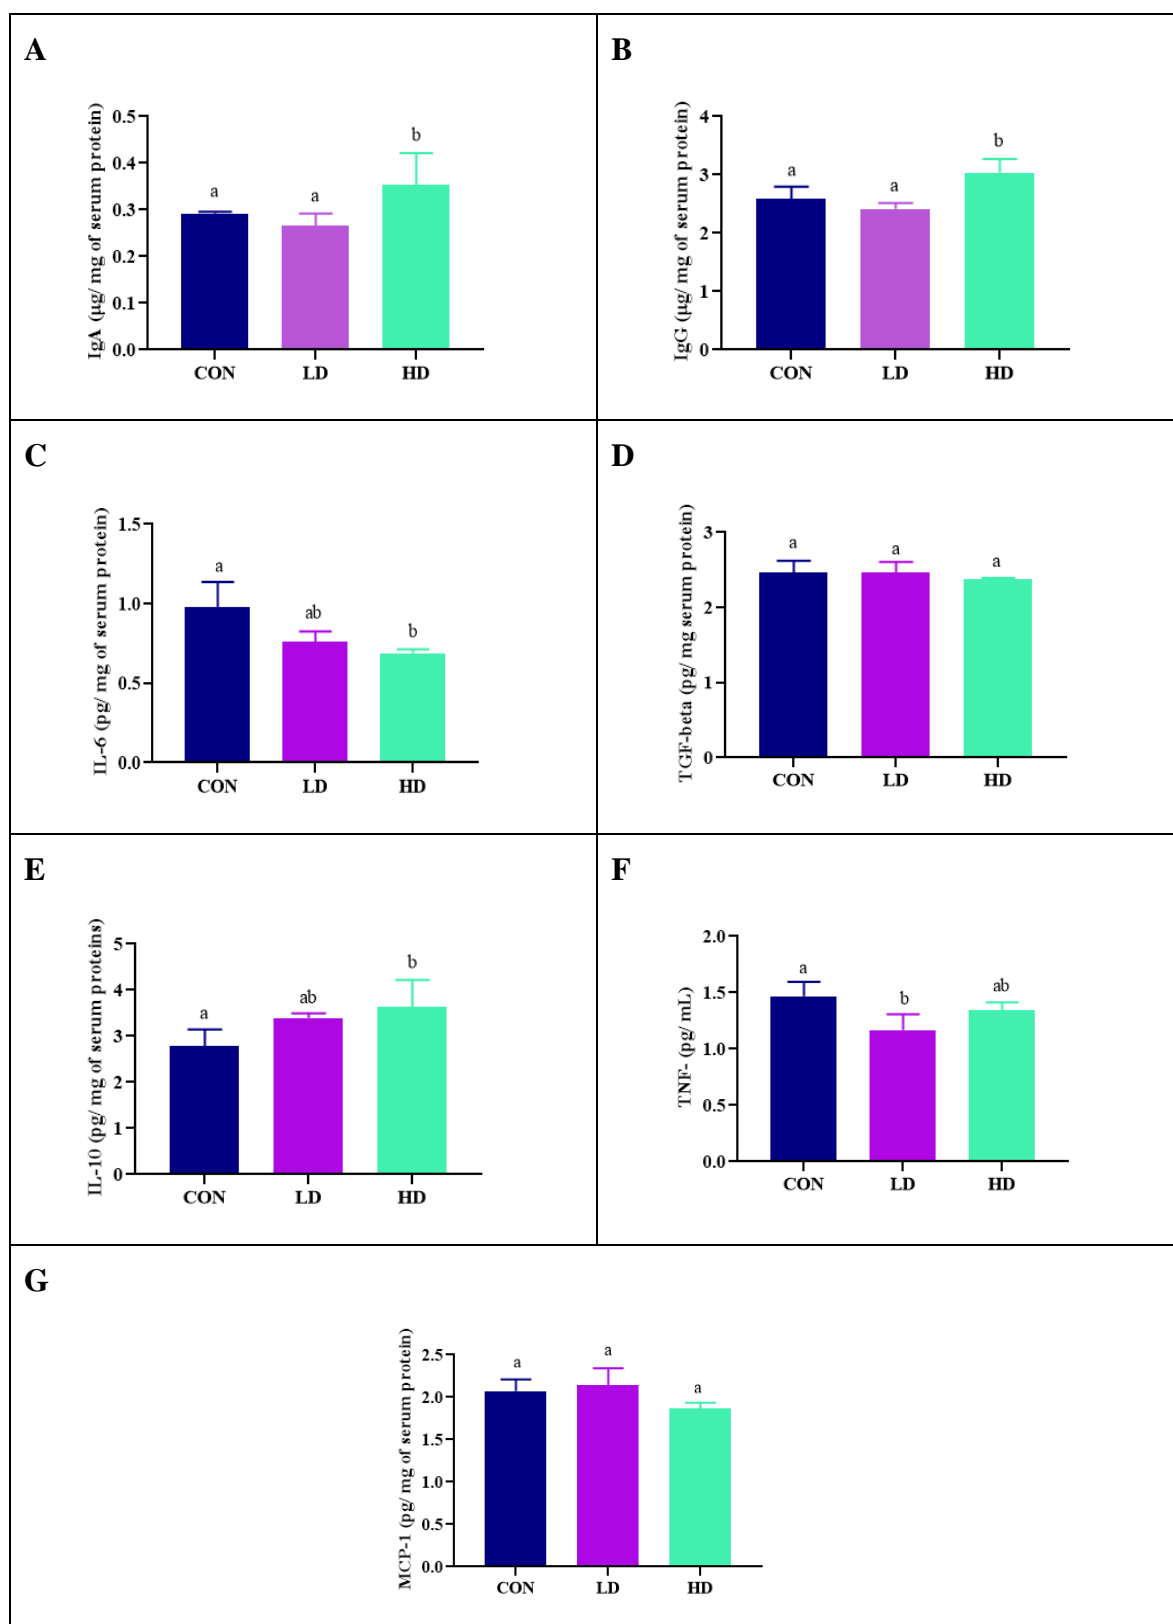 A
IgA (μg/ mg of serum protein)
0.5
0.4
0.3
0.2
0.1
0.0
a
a
b
CON LD HD
B
IgG (μg/ mg of serum protein)
4
3
2
1
0
a
a
b
CON LD HD
C
IL-6 (pg/ mg of serum protein)
1.5
1.0
0.5
0.0
a
ab
b
CON LD HD
D
TGF-beta (pg/ mg serum protein)
3
2
1
0
a
a
a
CON LD HD
E
IL-10 (pg/ mg of serum proteins)
5
4
3
2
1
0
a
ab
b
CON LD HD
F
TNF- (pg/ mL)
2.0
1.5
1.0
0.5
0.0
a
b
ab
CON LD HD
G
MCP-1 (pg/ mg of serum protein)
2.5
2.0
1.5
1.0
0.5
0.0
a
a
a
CON LD HD